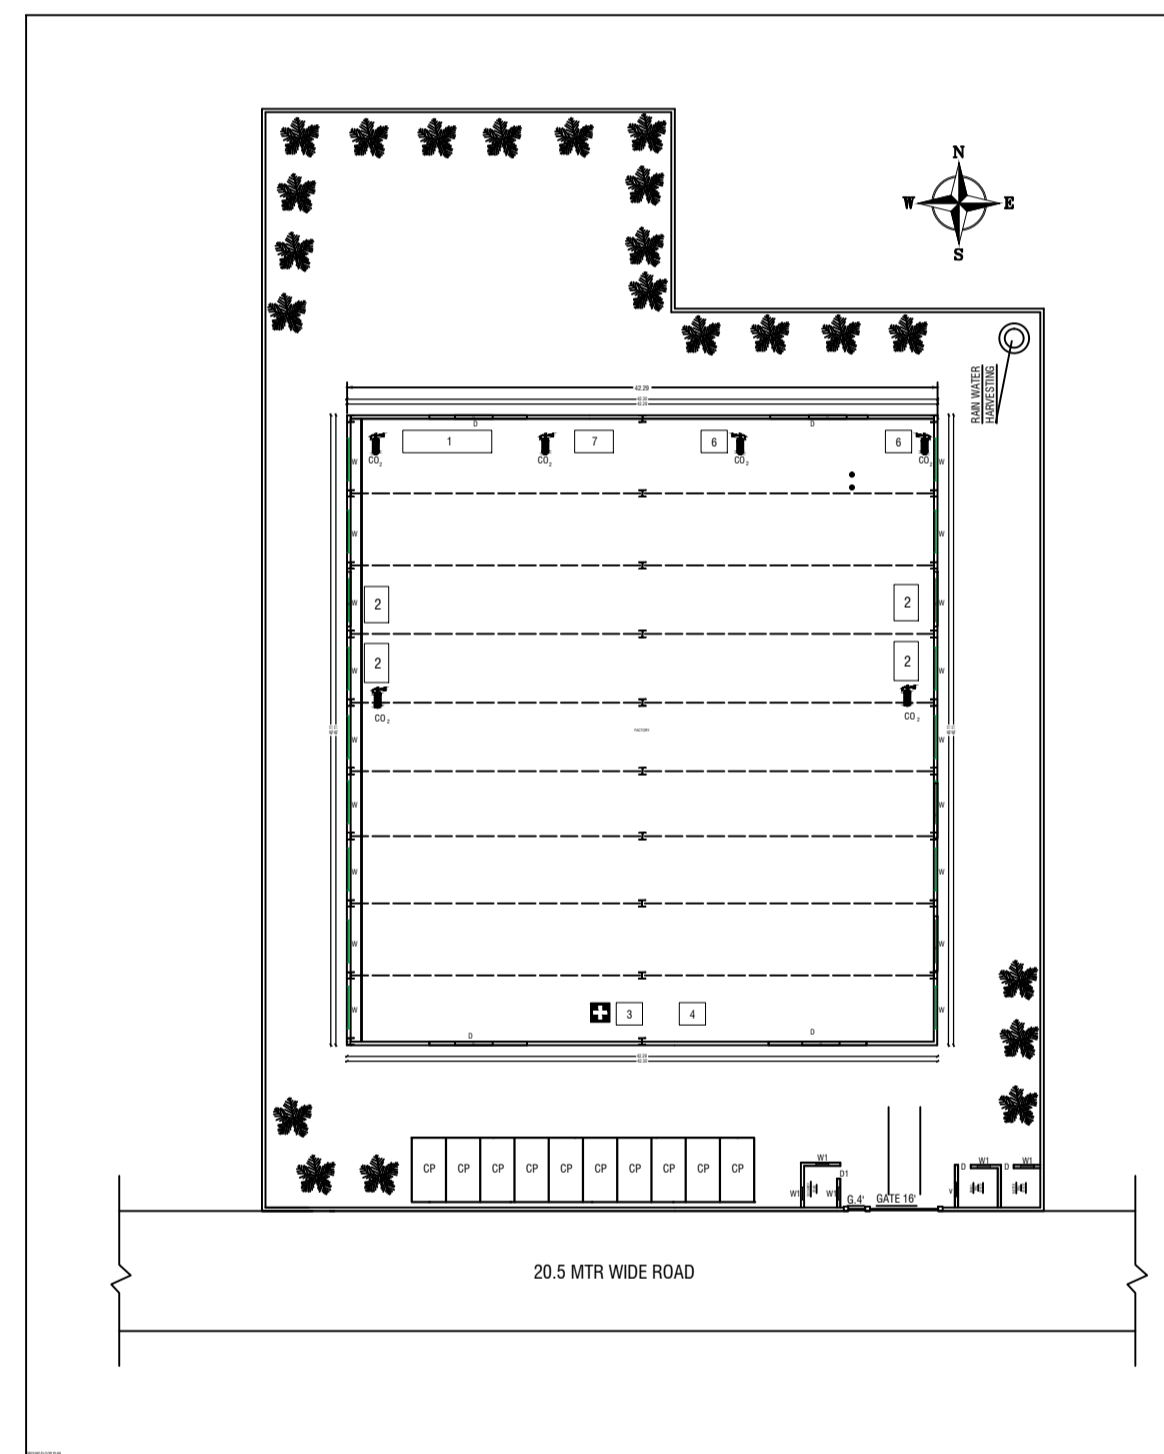 N
W E
S
RAIN WATER
HARVESTING
42.29
D D
1 7 6 6
CO2 CO2 CO2 CO2
W W
W W
2 2
W W
2 2
W W
CO2 CO2
FACTORY
W W
W W
W W
W W
3 4
W W
D D
CP CP CP CP CP CP CP CP CP CP
W1 D1 W1 W1
G.4' GATE 16'
D W1 D W1
V
20.5 MTR WIDE ROAD